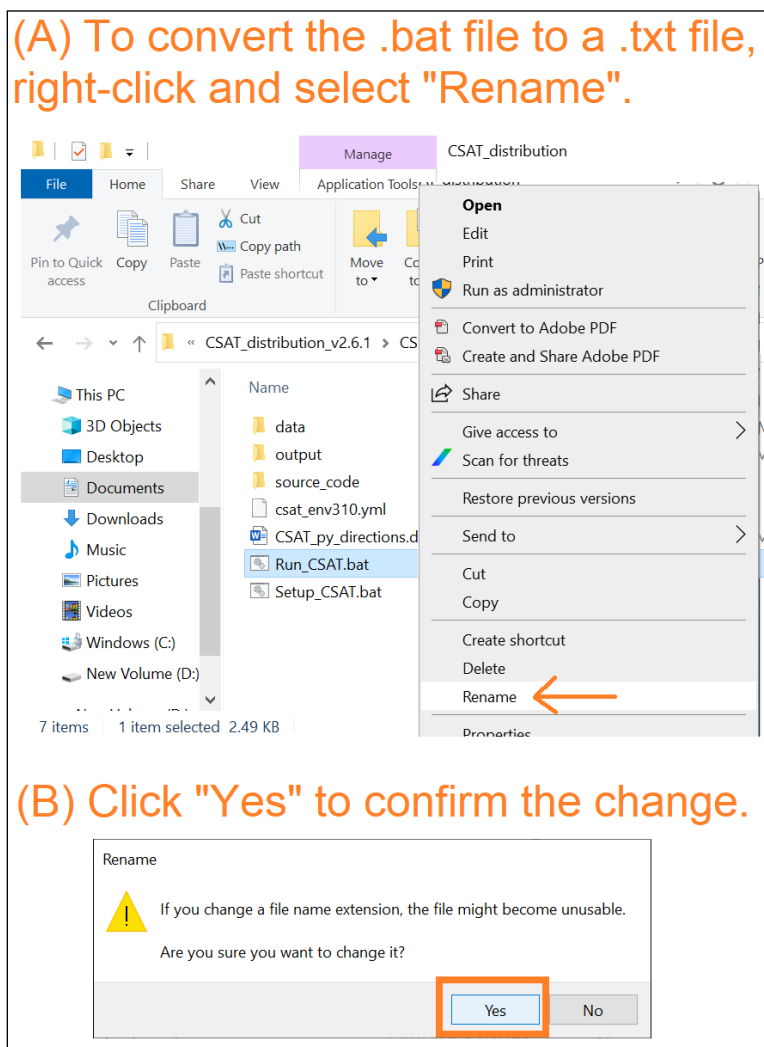 (A) To convert the .bat file to a .txt file,
right-click and select "Rename".
Manage
CSAT_distribution
File
Home
Share
View
Application Tools
Pin to Quick
access
Copy
Paste
Cut
Copy path
Paste shortcut
Move
to
Clipboard
CSAT_distribution_v2.6.1
This PC
3D Objects
Desktop
Documents
Downloads
Music
Pictures
Videos
Windows (C:)
New Volume (D:)
Name
data
output
source_code
csat_env310.yml
CSAT_py_directions.d
Run_CSAT.bat
Setup_CSAT.bat
7 items
1 item selected
2.49 KB
Open
Edit
Print
Run as administrator
Convert to Adobe PDF
Create and Share Adobe PDF
Share
Give access to
Scan for threats
Restore previous versions
Send to
Cut
Copy
Create shortcut
Delete
Rename
Properties
(B) Click "Yes" to confirm the change.
Rename
If you change a file name extension, the file might become unusable.
Are you sure you want to change it?
Yes
No